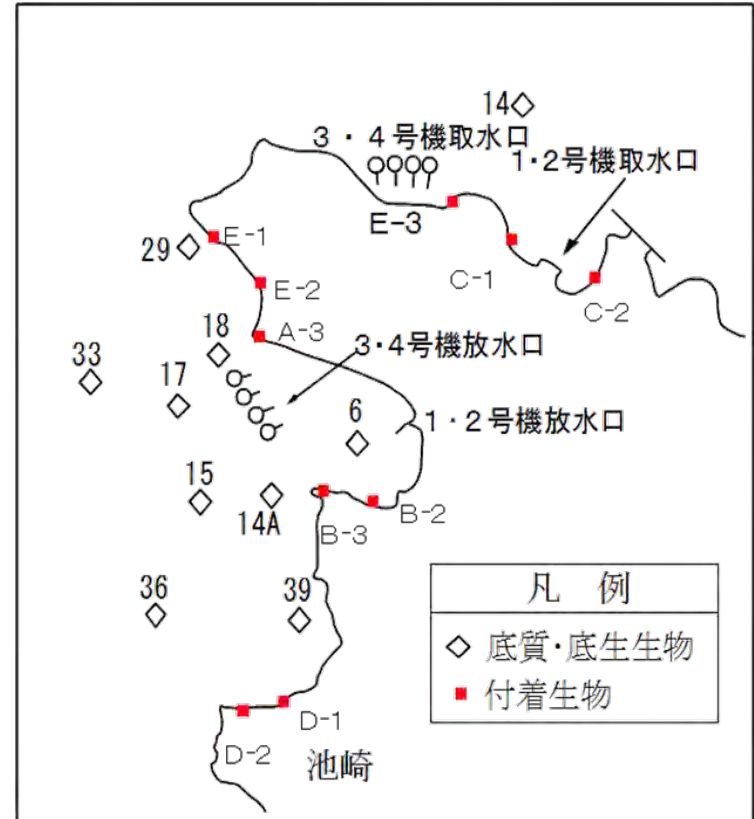 14
3・4号機取水口
1・2号機取水口
E-3
E-1
29
C-1
E-2
C-2
A-3
18
3・4号機放水口
33
17
6
1・2号機放水口
15
14A
B-2
B-3
36
39
凡 例
底質・底生生物
付着生物
D-1
D-2
池崎